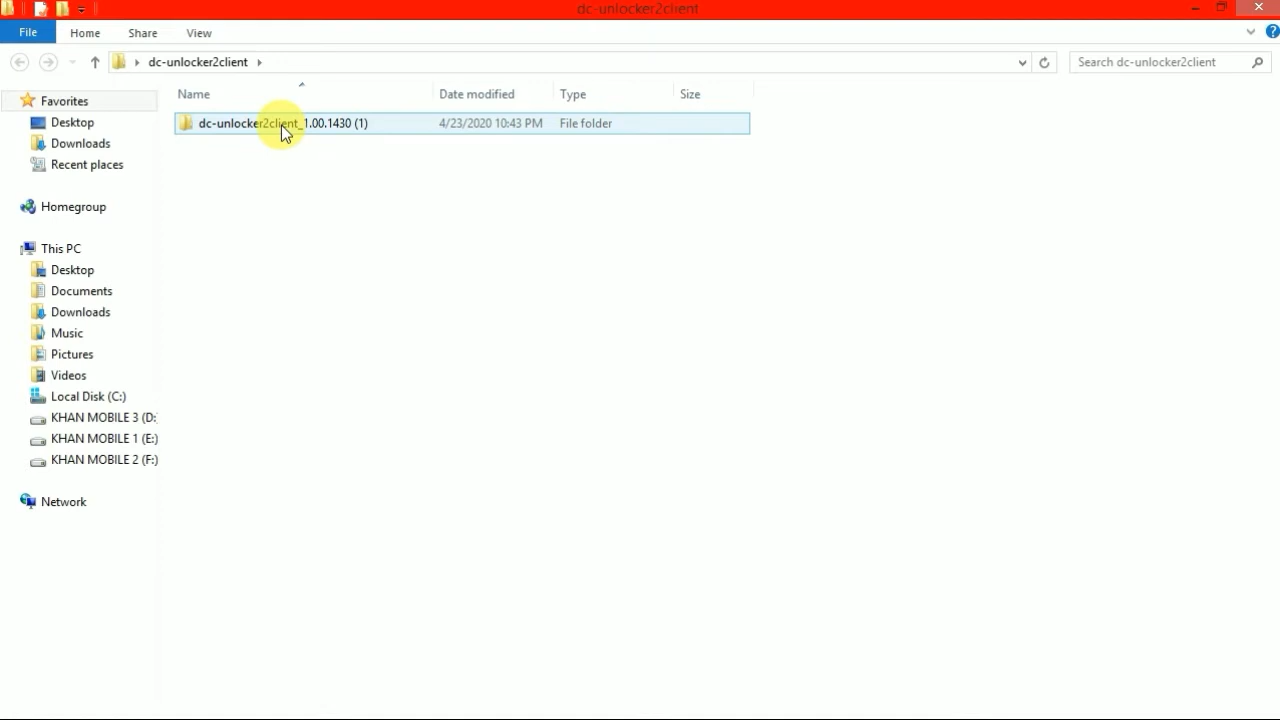 dc-unlocker2client
File Home Share View
dc-unlocker2client Search dc-unlocker2client
Name Date modified Type Size
dc-unlocker2client_1.00.1430 (1) 4/23/2020 10:43 PM File folder
Favorites
Desktop
Downloads
Recent places
Homegroup
This PC
Desktop
Documents
Downloads
Music
Pictures
Videos
Local Disk (C:)
KHAN MOBILE 3 (D:
KHAN MOBILE 1 (E:)
KHAN MOBILE 2 (F:)
Network